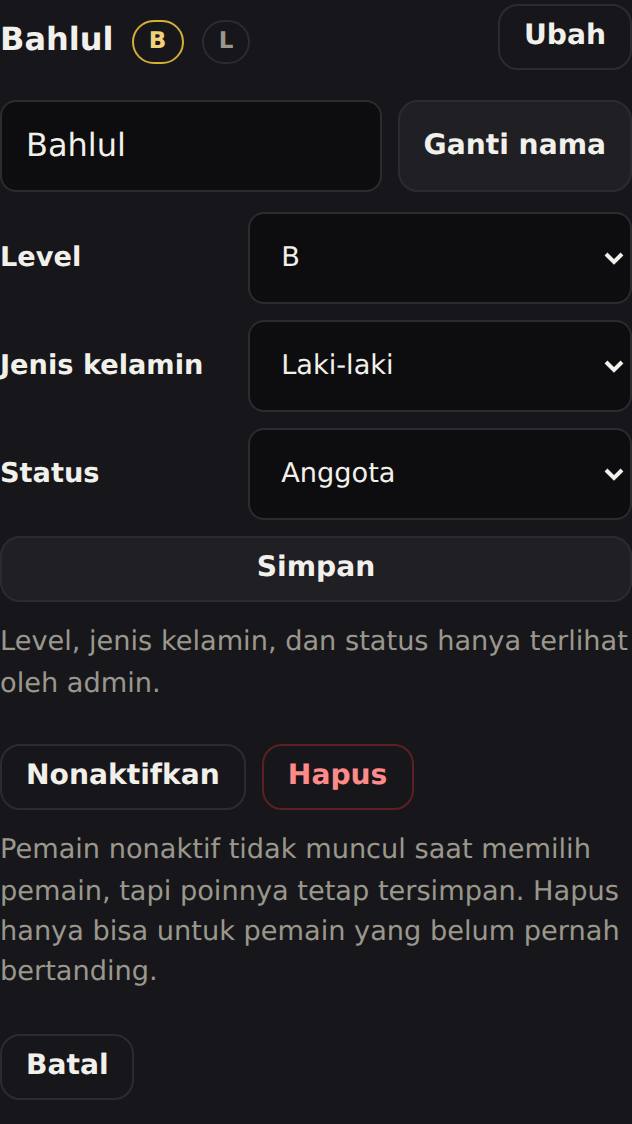 Bahlul B L Ubah
Bahlul Ganti nama
Level B
Jenis kelamin Laki-laki
Status Anggota
Simpan
Level, jenis kelamin, dan status hanya terlihat
oleh admin.
Nonaktifkan Hapus
Pemain nonaktif tidak muncul saat memilih
pemain, tapi poinnya tetap tersimpan. Hapus
hanya bisa untuk pemain yang belum pernah
bertanding.
Batal